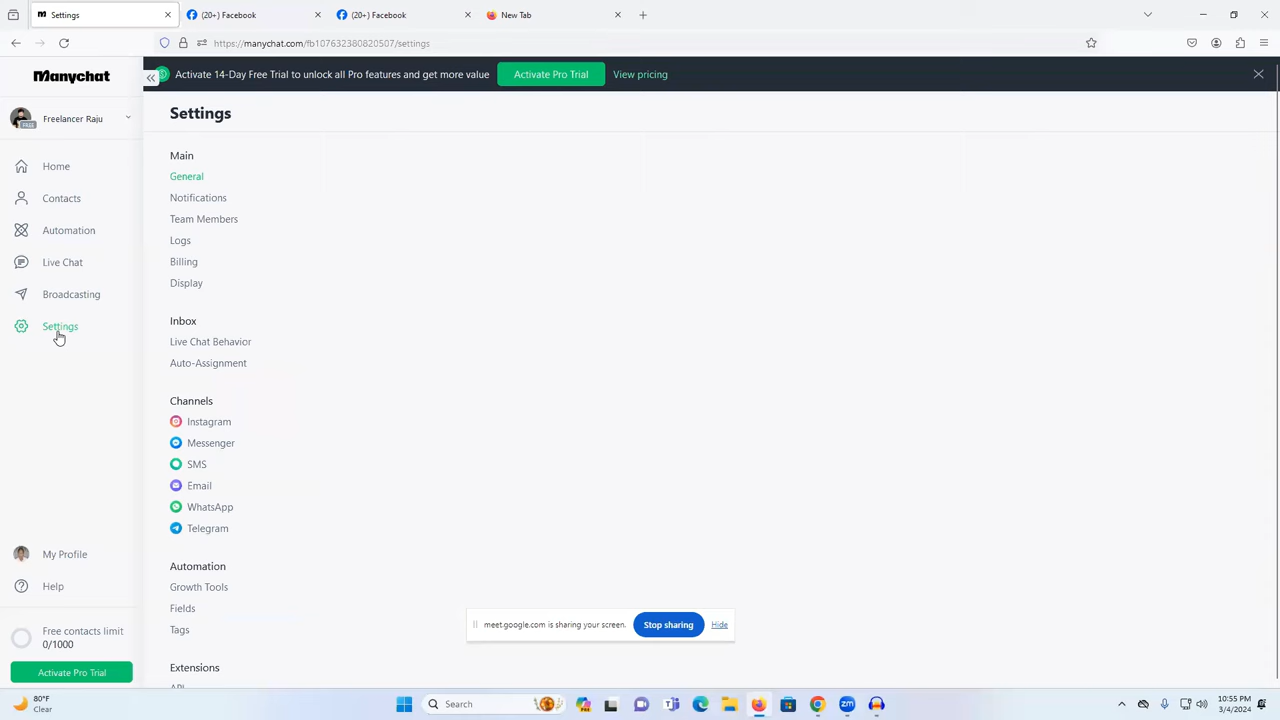 Settings
(20+) Facebook
(20+) Facebook
New Tab
https://manychat.com/fb107632380820507/settings
Manychat
Activate 14-Day Free Trial to unlock all Pro features and get more value
Activate Pro Trial
View pricing
Freelancer Raju
FREE
Home
Contacts
Automation
Live Chat
Broadcasting
Settings
My Profile
Help
Free contacts limit
0/1000
Activate Pro Trial
Settings
Main
General
Notifications
Team Members
Logs
Billing
Display
Inbox
Live Chat Behavior
Auto-Assignment
Channels
Instagram
Messenger
SMS
Email
WhatsApp
Telegram
Automation
Growth Tools
Fields
Tags
Extensions
API
meet.google.com is sharing your screen.
Stop sharing
Hide
80°F
Clear
Search
zm
10:55 PM
3/4/2024